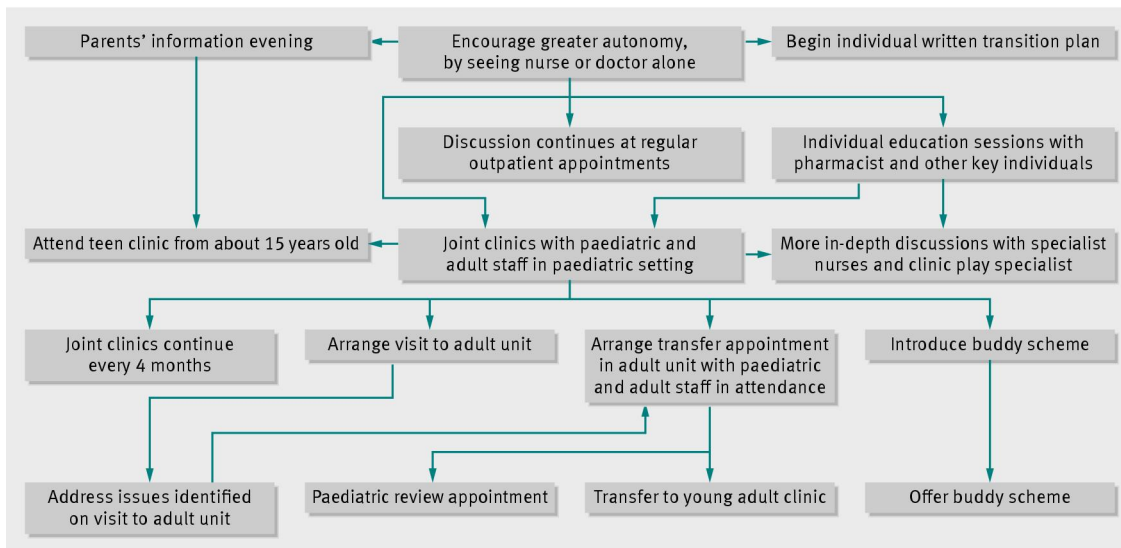 Parents’ information evening
Encourage greater autonomy,
by seeing nurse or doctor alone
Begin individual written transition plan
Discussion continues at regular
outpatient appointments
Individual education sessions with
pharmacist and other key individuals
Attend teen clinic from about 15 years old
Joint clinics with paediatric and
adult staff in paediatric setting
More in-depth discussions with specialist
nurses and clinic play specialist
Joint clinics continue
every 4 months
Arrange visit to adult unit
Arrange transfer appointment
in adult unit with paediatric
and adult staff in attendance
Introduce buddy scheme
Address issues identified
on visit to adult unit
Paediatric review appointment
Transfer to young adult clinic
Offer buddy scheme